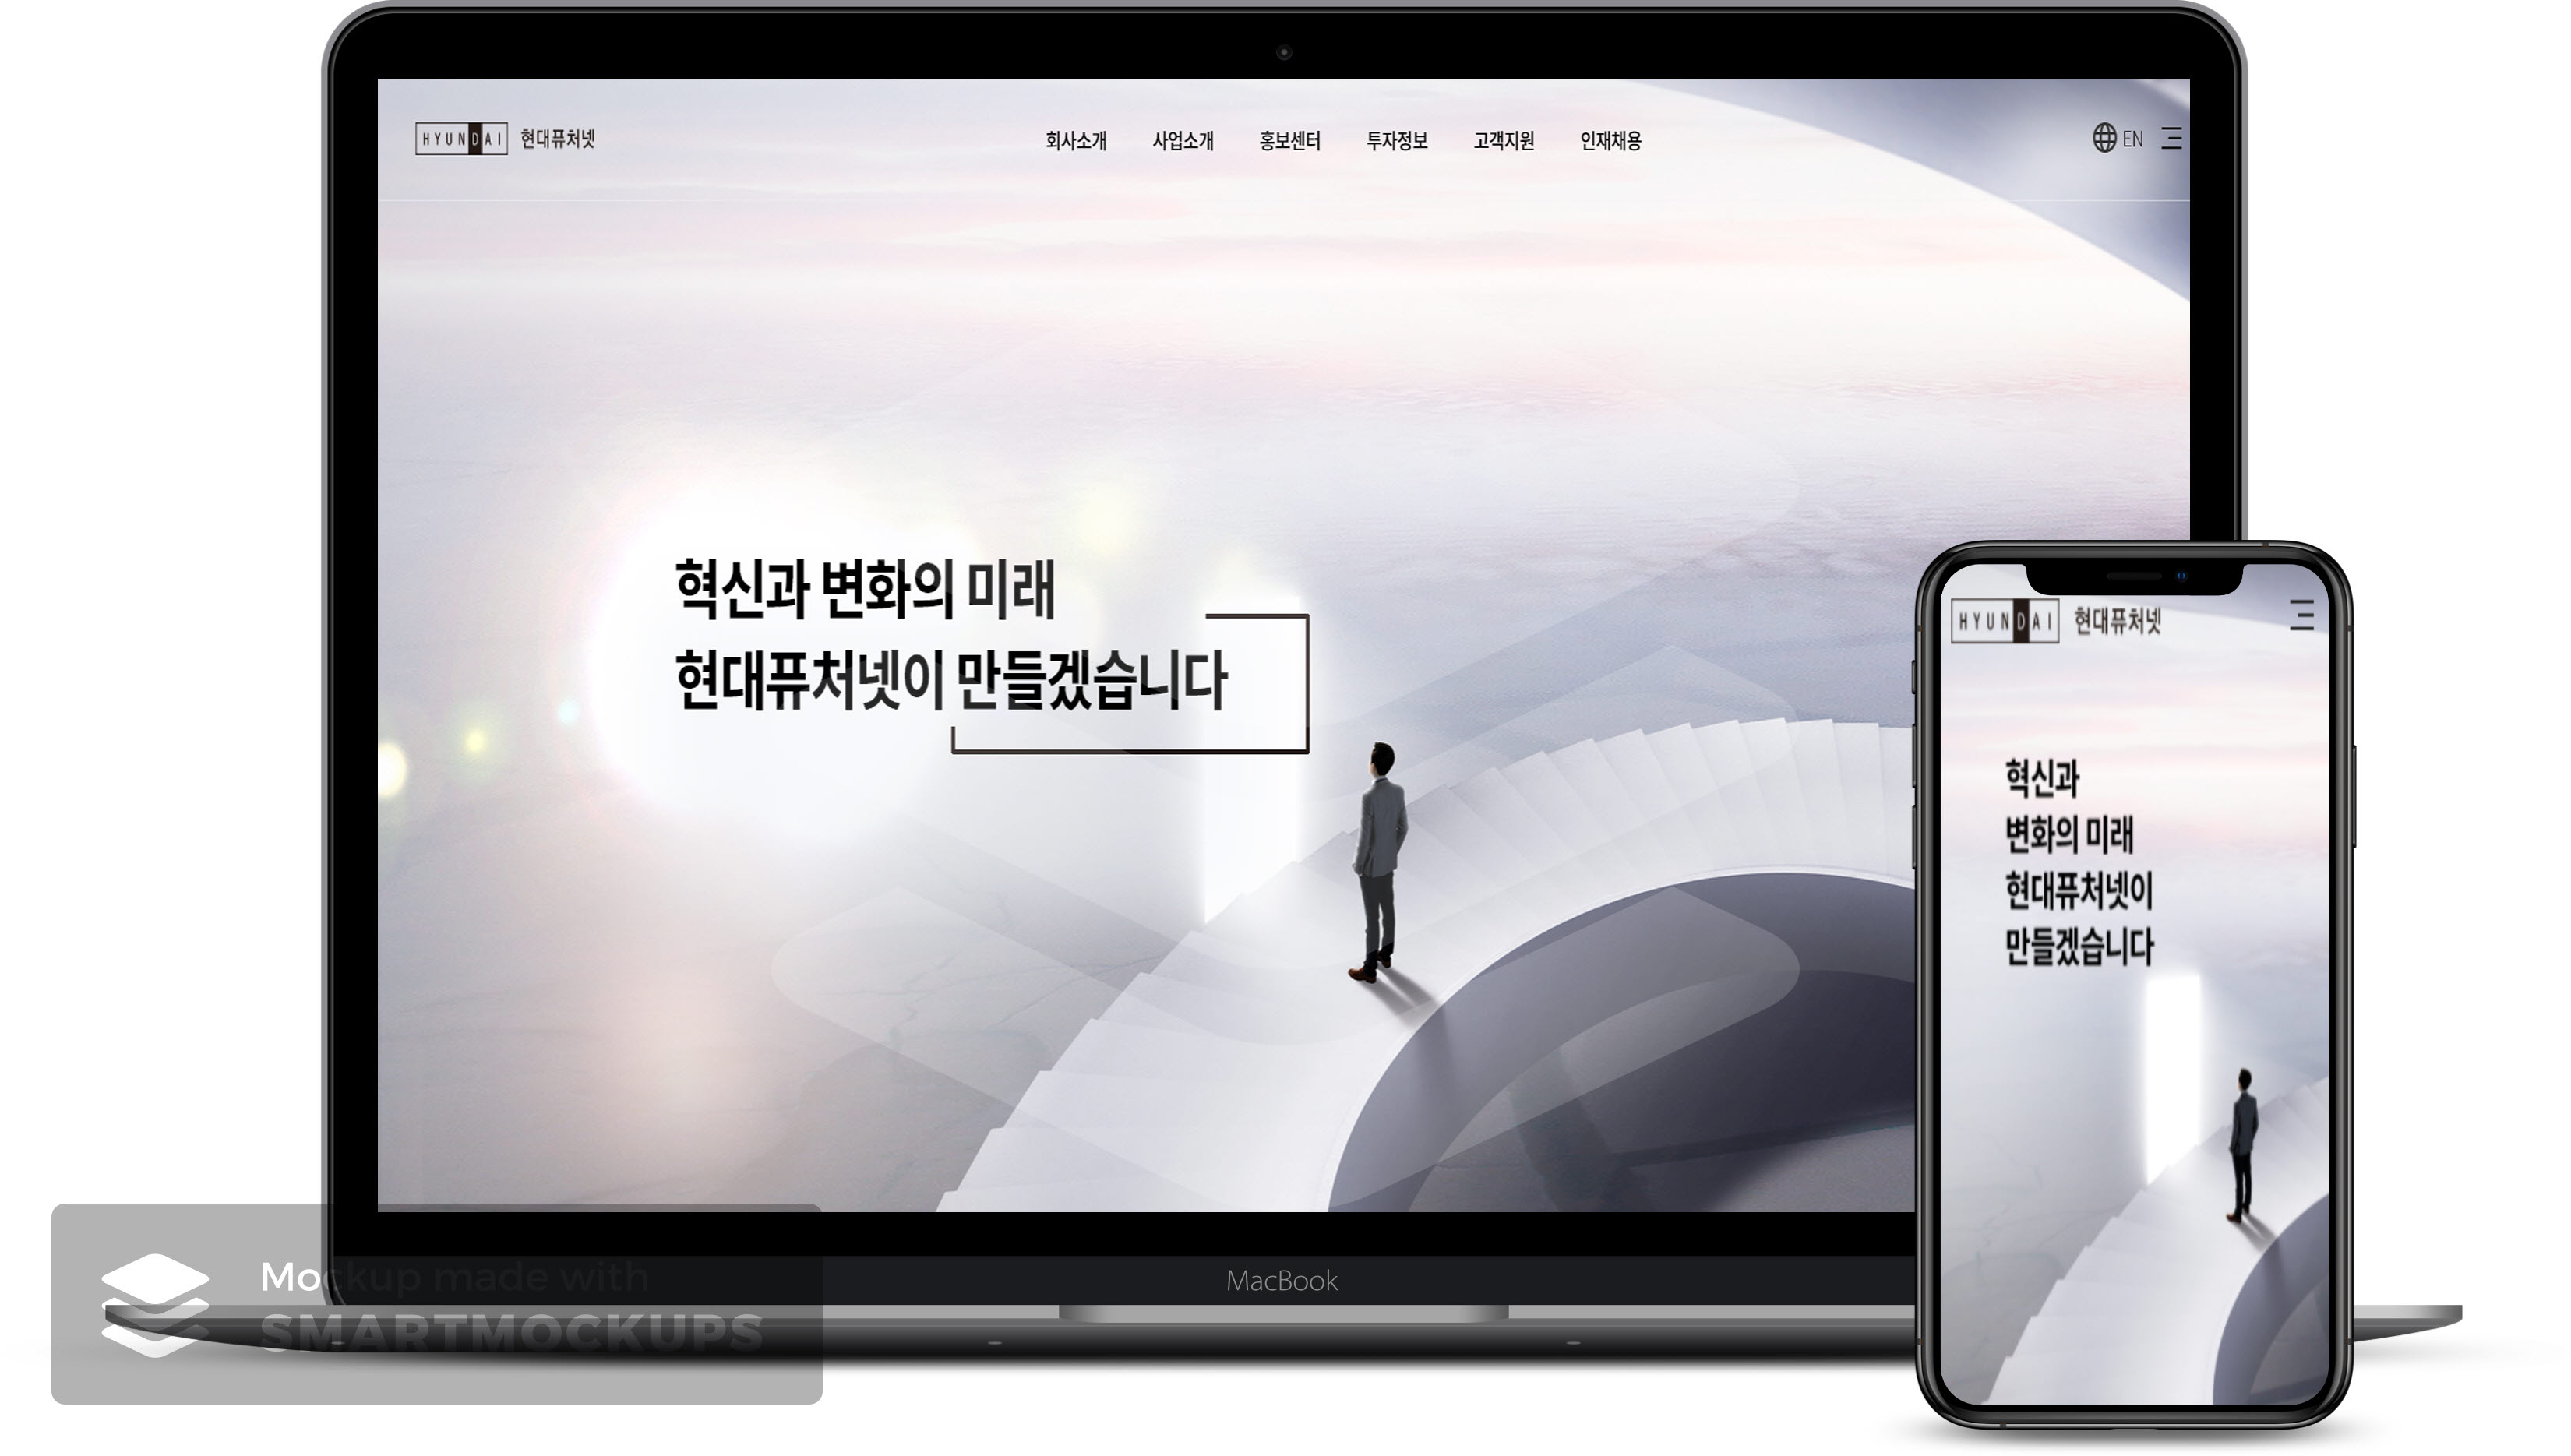 HYUNDAI 현대퓨처넷
회사소개 사업소개 홍보센터 투자정보 고객지원 인재채용
EN
혁신과 변화의 미래
현대퓨처넷이 만들겠습니다
HYUNDAI 현대퓨처넷
혁신과
변화의 미래
현대퓨처넷이
만들겠습니다
MacBook
Mockup made with
SMARTMOCKUPS